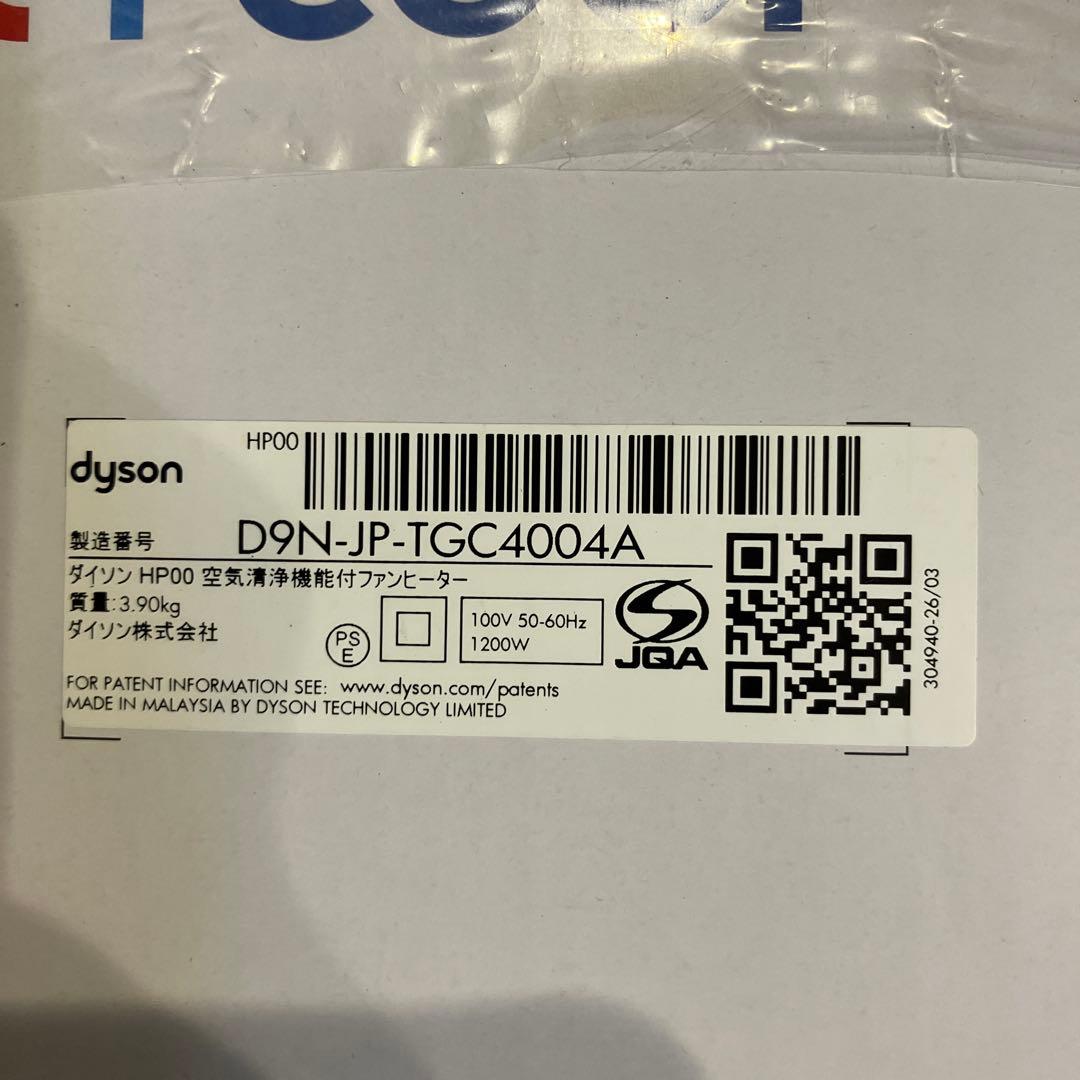 HP00
dyson
製造番号 D9N-JP-TGC4004A
ダイソン HP00 空気清浄機能付ファンヒーター
質量:3.90kg
ダイソン株式会社
PS
E
100V 50-60Hz
1200W
JQA
FOR PATENT INFORMATION SEE: www.dyson.com/patents
MADE IN MALAYSIA BY DYSON TECHNOLOGY LIMITED
304940-26/03